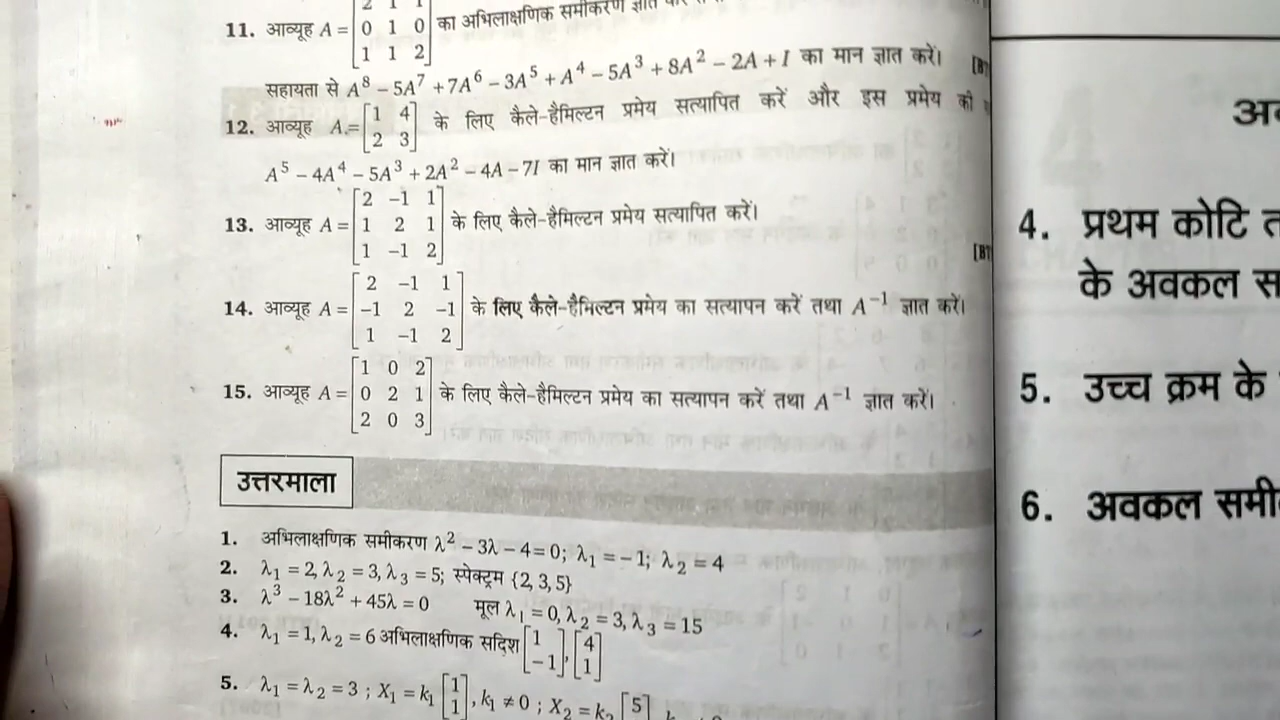 11. आव्यूह A = [2 1 1; 0 1 0; 1 1 2] का अभिलाक्षणिक समीकरण ज्ञात
सहायता से A⁸ − 5A⁷ + 7A⁶ − 3A⁵ + A⁴ − 5A³ + 8A² − 2A + I का मान ज्ञात करें।
12. आव्यूह A = [1 4; 2 3] के लिए कैले-हैमिल्टन प्रमेय सत्यापित करें और इस प्रमेय की
A⁵ − 4A⁴ − 5A³ + 2A² − 4A − 7I का मान ज्ञात करें।
13. आव्यूह A = [2 −1 1; 1 2 1; 1 −1 2] के लिए कैले-हैमिल्टन प्रमेय सत्यापित करें।
14. आव्यूह A = [2 −1 1; −1 2 −1; 1 −1 2] के लिए कैले-हैमिल्टन प्रमेय का सत्यापन करें तथा A⁻¹ ज्ञात करें।
15. आव्यूह A = [1 0 2; 0 2 1; 2 0 3] के लिए कैले-हैमिल्टन प्रमेय का सत्यापन करें तथा A⁻¹ ज्ञात करें।
उत्तरमाला
1. अभिलाक्षणिक समीकरण λ² − 3λ − 4 = 0; λ₁ = −1; λ₂ = 4
2. λ₁ = 2, λ₂ = 3, λ₃ = 5; स्पेक्ट्रम {2, 3, 5}
3. λ³ − 18λ² + 45λ = 0 मूल λ₁ = 0, λ₂ = 3, λ₃ = 15
4. λ₁ = 1, λ₂ = 6 अभिलाक्षणिक सदिश [1; −1], [4; 1]
5. λ₁ = λ₂ = 3 ; X₁ = k₁ [1; 1], k₁ ≠ 0 ; X₂ = k₂ [5
4. प्रथम कोटि
के अवकल
5. उच्च क्रम के
6. अवकल